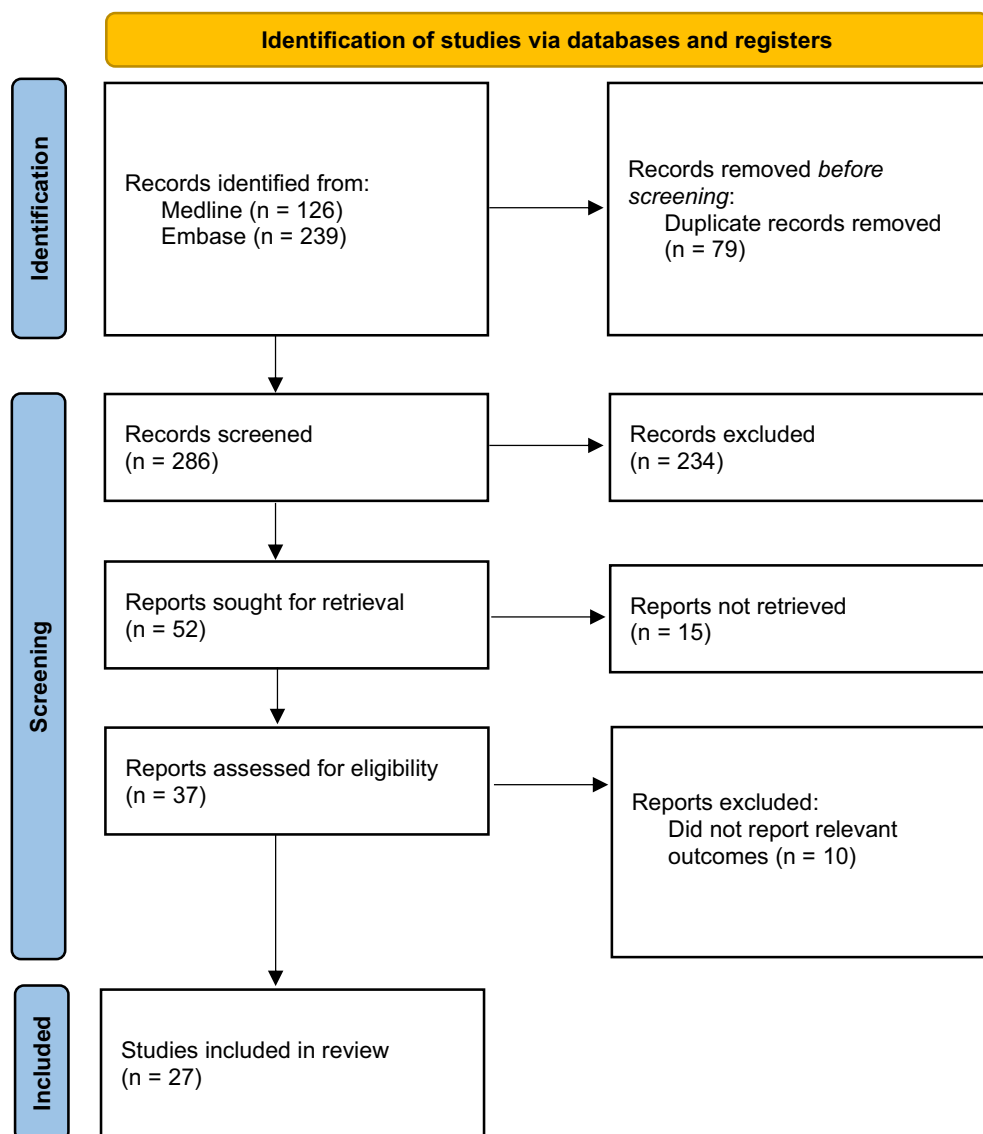 Identification of studies via databases and registers
Identification
Records identified from:
Medline (n = 126)
Embase (n = 239)
Records removed before
screening:
Duplicate records removed
(n = 79)
Screening
Records screened
(n = 286)
Records excluded
(n = 234)
Reports sought for retrieval
(n = 52)
Reports not retrieved
(n = 15)
Reports assessed for eligibility
(n = 37)
Reports excluded:
Did not report relevant
outcomes (n = 10)
Included
Studies included in review
(n = 27)